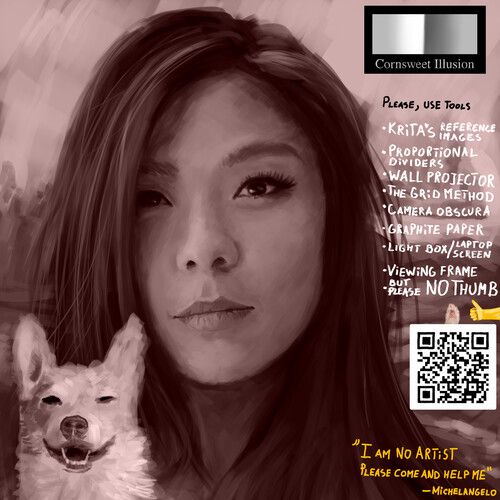 Cornsweet Illusion
PLEASE, USE TOOLS
• KRITA'S REFERENCE IMAGES
• PROPORTIONAL
DIVIDERS
• WALL PROJECTOR
• THE GRID METHOD
• CAMERA OBSCURA
• GRAPHITE PAPER
• LIGHT BOX/LAPTOP SCREEN
• VIEWING FRAME
• BUT PLEASE NO THUMB
"I AM NO ARTIST
PLEASE COME AND HELP ME"
—MICHELANGELO